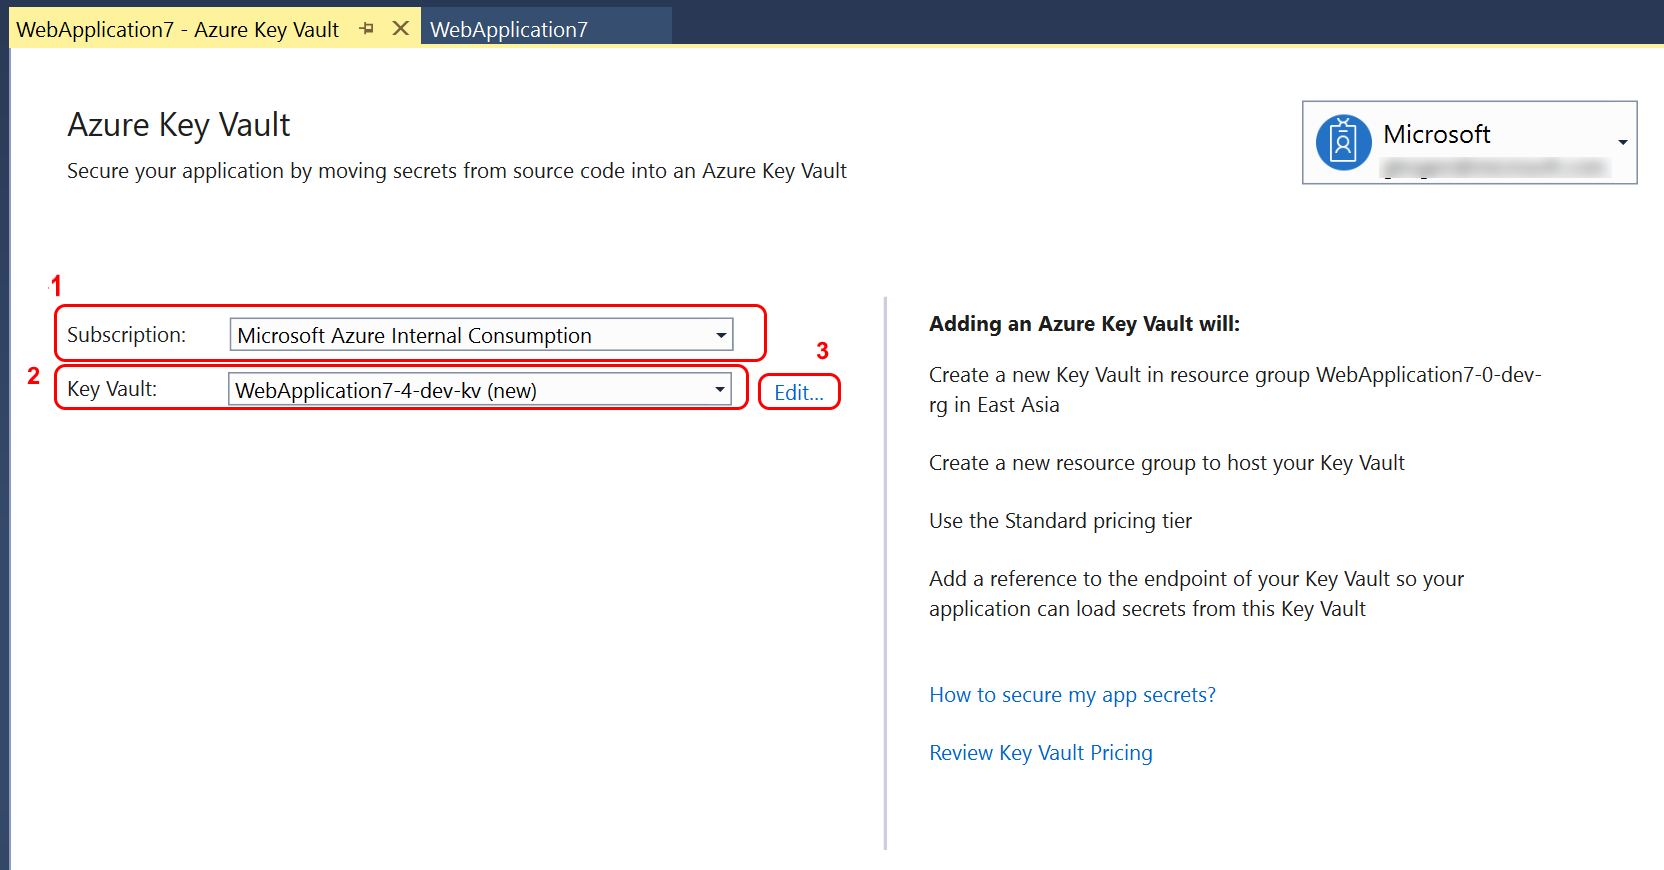 WebApplication7 - Azure Key Vault
WebApplication7
Azure Key Vault
Secure your application by moving secrets from source code into an Azure Key Vault
Microsoft
1
Subscription:
Microsoft Azure Internal Consumption
2
Key Vault:
WebApplication7-4-dev-kv (new)
3
Edit...
Adding an Azure Key Vault will:
Create a new Key Vault in resource group WebApplication7-0-dev-
rg in East Asia
Create a new resource group to host your Key Vault
Use the Standard pricing tier
Add a reference to the endpoint of your Key Vault so your
application can load secrets from this Key Vault
How to secure my app secrets?
Review Key Vault Pricing